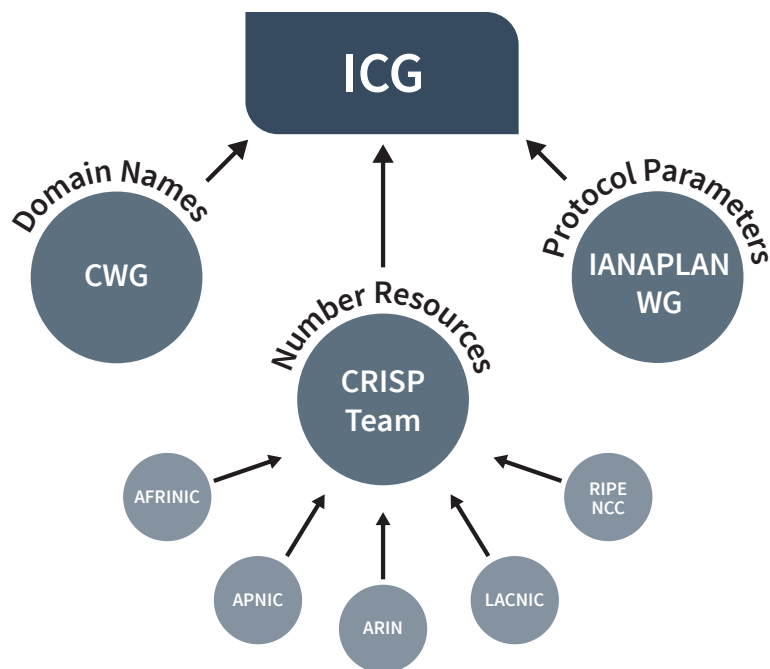 ICG
Domain Names
CWG
Protocol Parameters
IANAPLAN
WG
Number Resources
CRISP
Team
AFRINIC
APNIC
ARIN
LACNIC
RIPE
NCC